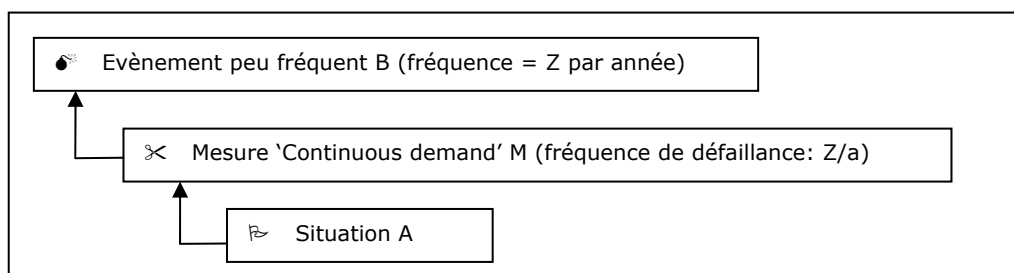 Evènement peu fréquent B (fréquence = Z par année)
Mesure ‘Continuous demand’ M (fréquence de défaillance: Z/a)
Situation A